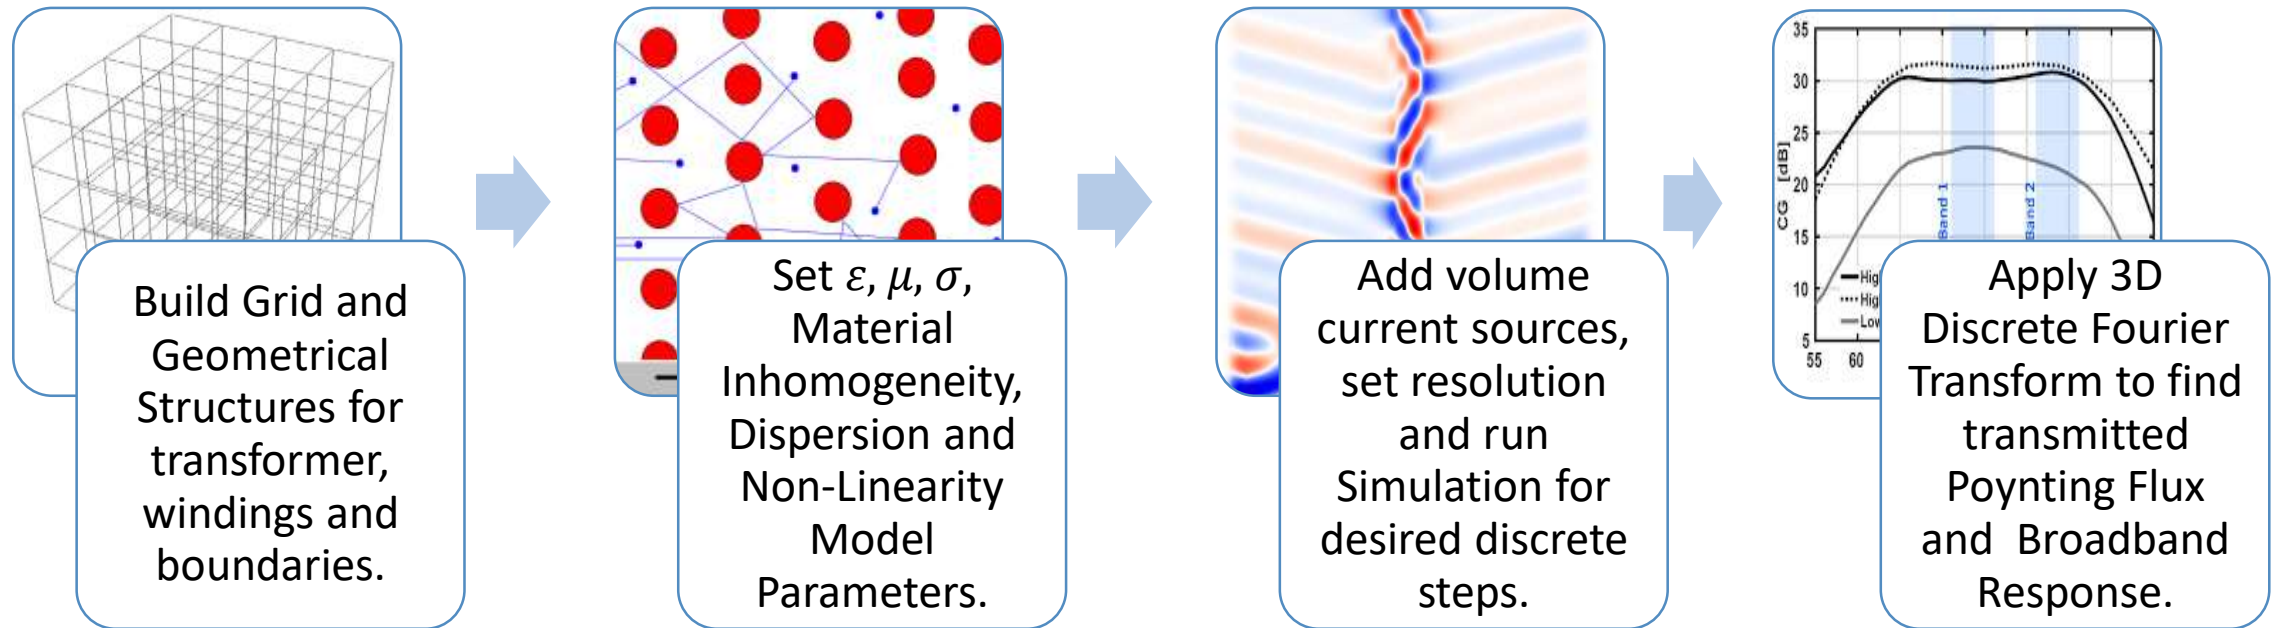 Build Grid and
Geometrical
Structures for
transformer,
windings and
boundaries.
Set ε, μ, σ,
Material
Inhomogeneity,
Dispersion and
Non-Linearity
Model
Parameters.
Add volume
current sources,
set resolution
and run
Simulation for
desired discrete
steps.
35
30
25
20
15
10
5
CG [dB]
55 60
Band 1
Band 2
Apply 3D
Discrete Fourier
Transform to find
transmitted
Poynting Flux
and Broadband
Response.